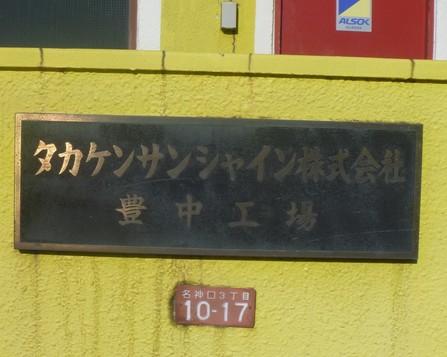 ALSOK
タカケンサンシャイン株式会社
豊中工場
名神口3丁目
10-17